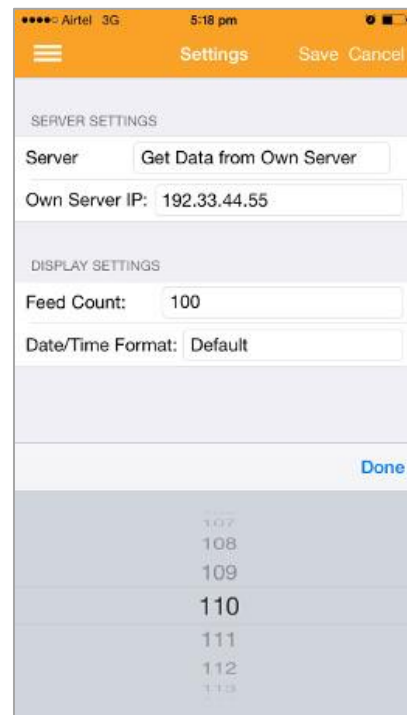 Airtel 3G 5:18 pm
Settings Save Cancel
SERVER SETTINGS
Server Get Data from Own Server
Own Server IP: 192.33.44.55
DISPLAY SETTINGS
Feed Count: 100
Date/Time Format: Default
Done
107
108
109
110
111
112
113